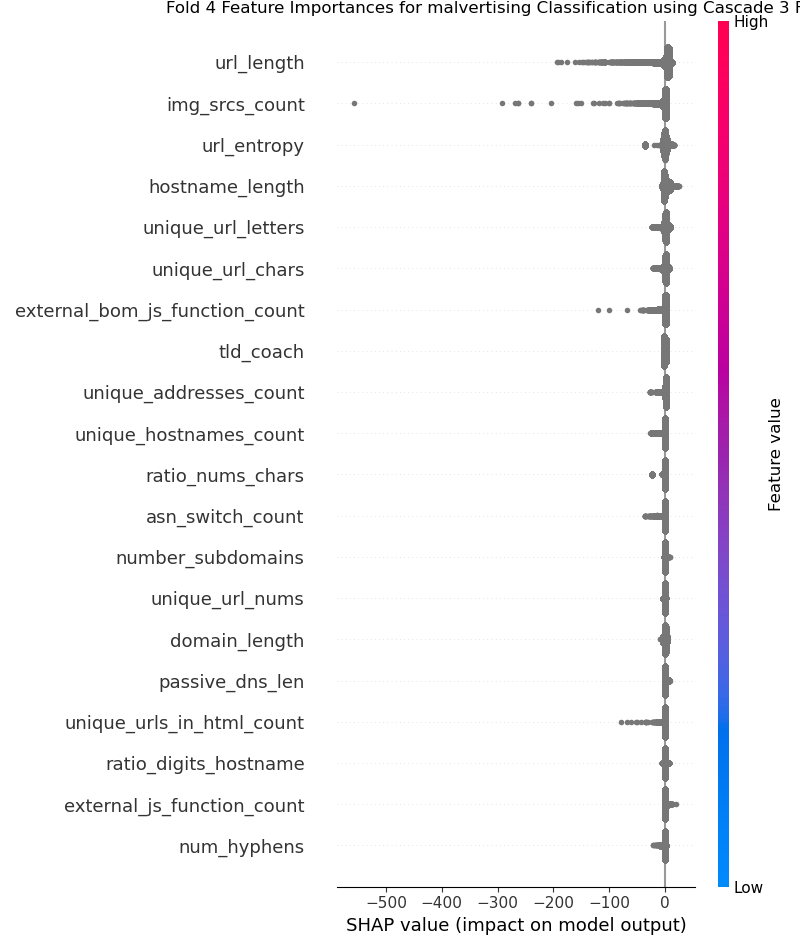 Fold 4 Feature Importances for malvertising Classification using Cascade 3 F
High
url_length
img_srcs_count
url_entropy
hostname_length
unique_url_letters
unique_url_chars
external_bom_js_function_count
tld_coach
unique_addresses_count
unique_hostnames_count
ratio_nums_chars
asn_switch_count
number_subdomains
unique_url_nums
domain_length
passive_dns_len
unique_urls_in_html_count
ratio_digits_hostname
external_js_function_count
num_hyphens
Feature value
Low
−500 −400 −300 −200 −100 0
SHAP value (impact on model output)